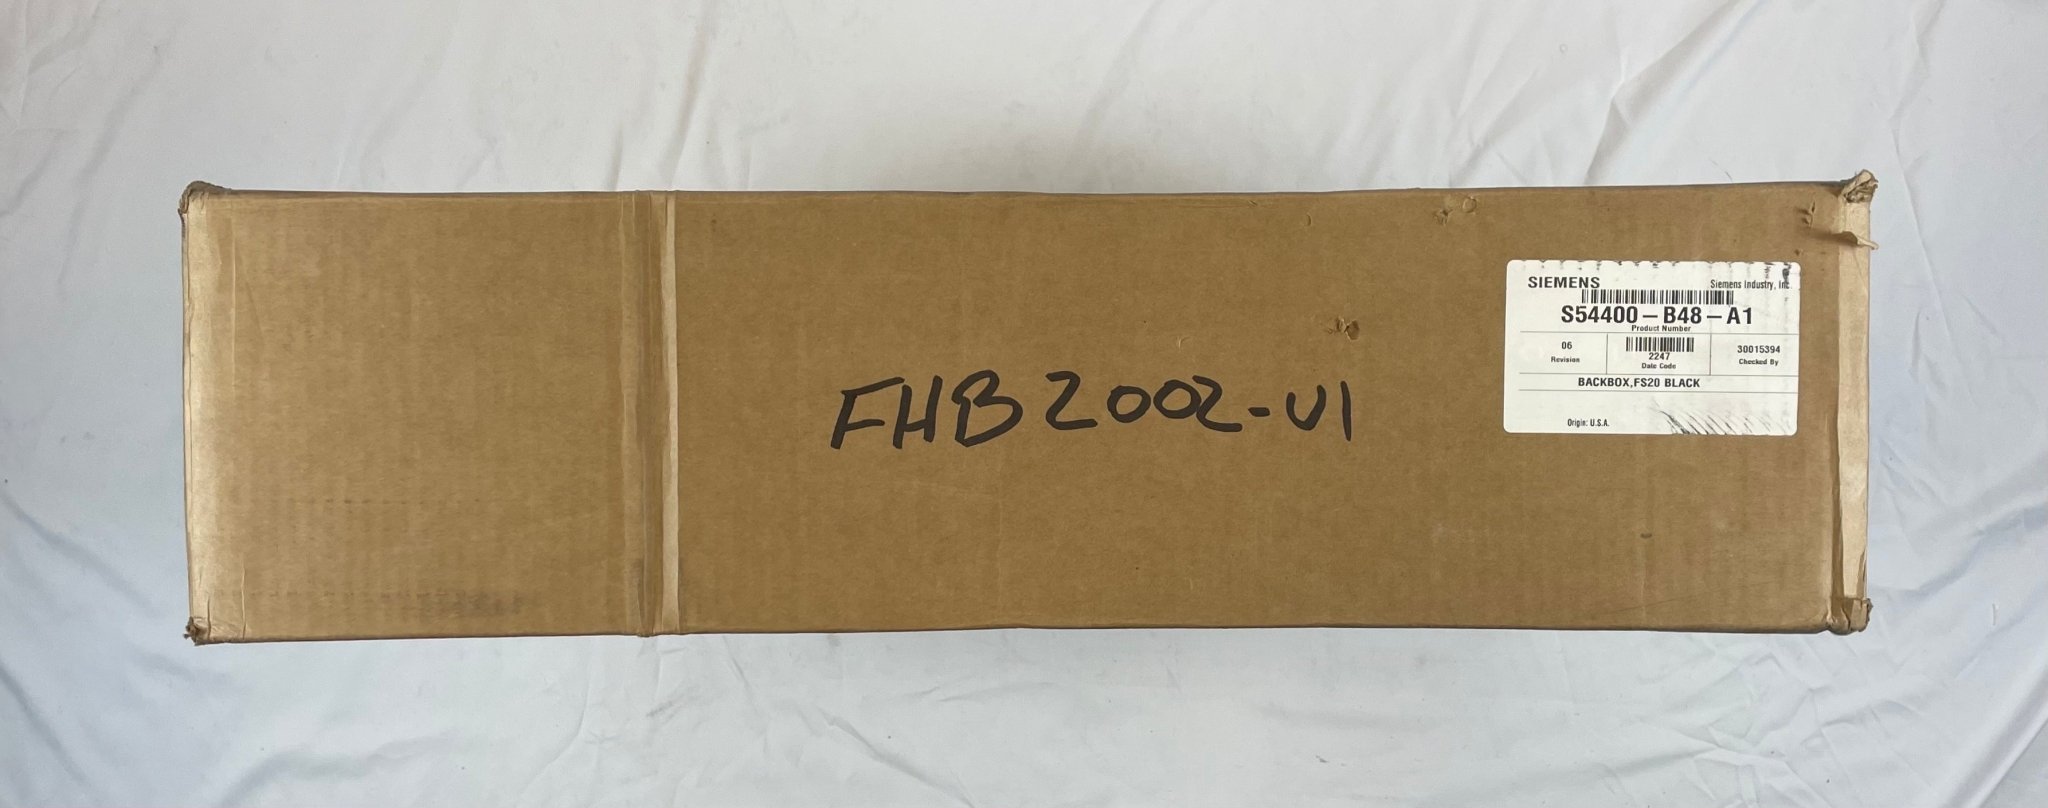 FHB2002-U1
SIEMENS Siemens Industry, Inc.
S54400-B48-A1
Product Number
06 2247 30015394
Revision Date Code Checked By
BACKBOX,FS20 BLACK
Origin: U.S.A.